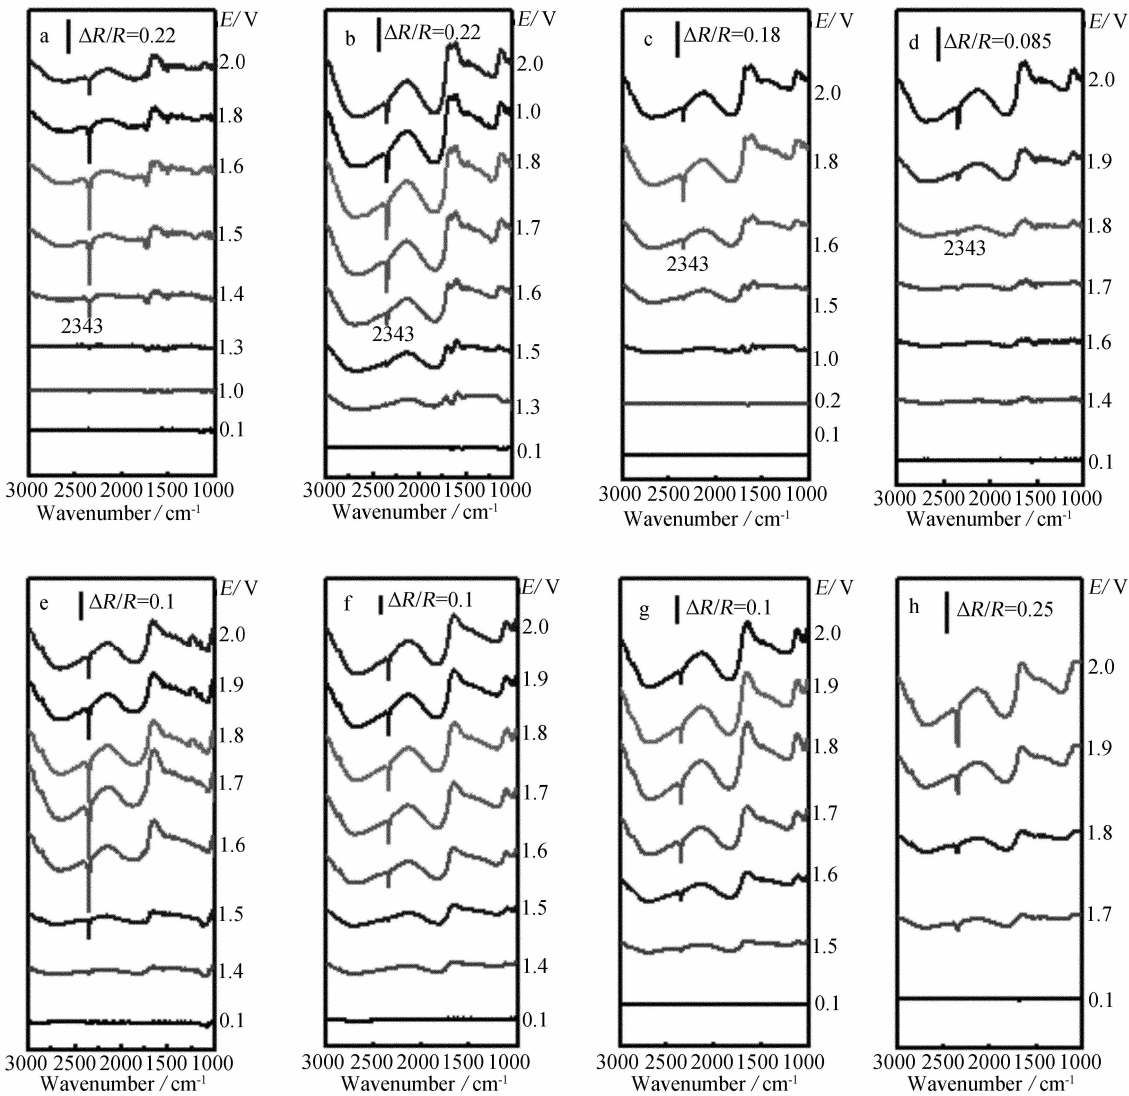 a ΔR/R=0.22 E/ V
2.0
1.8
1.6
1.5
1.4
2343
1.3
1.0
0.1
3000 2500 2000 1500 1000
Wavenumber / cm-1
b ΔR/R=0.22 E/ V
2.0
1.0
1.8
1.7
1.6
2343
1.5
1.3
0.1
3000 2500 2000 1500 1000
Wavenumber / cm-1
c ΔR/R=0.18 E/ V
2.0
1.8
1.6
2343
1.5
1.0
0.2
0.1
3000 2500 2000 1500 1000
Wavenumber / cm-1
d ΔR/R=0.085 E/ V
2.0
1.9
1.8
2343
1.7
1.6
1.4
0.1
3000 2500 2000 1500 1000
Wavenumber / cm-1
e ΔR/R=0.1 E/ V
2.0
1.9
1.8
1.7
1.6
1.5
1.4
0.1
3000 2500 2000 1500 1000
Wavenumber / cm-1
f ΔR/R=0.1 E/ V
2.0
1.9
1.8
1.7
1.6
1.5
1.4
0.1
3000 2500 2000 1500 1000
Wavenumber / cm-1
g ΔR/R=0.1 E/ V
2.0
1.9
1.8
1.7
1.6
1.5
0.1
3000 2500 2000 1500 1000
Wavenumber / cm-1
h ΔR/R=0.25 E/ V
2.0
1.9
1.8
1.7
0.1
3000 2500 2000 1500 1000
Wavenumber / cm-1